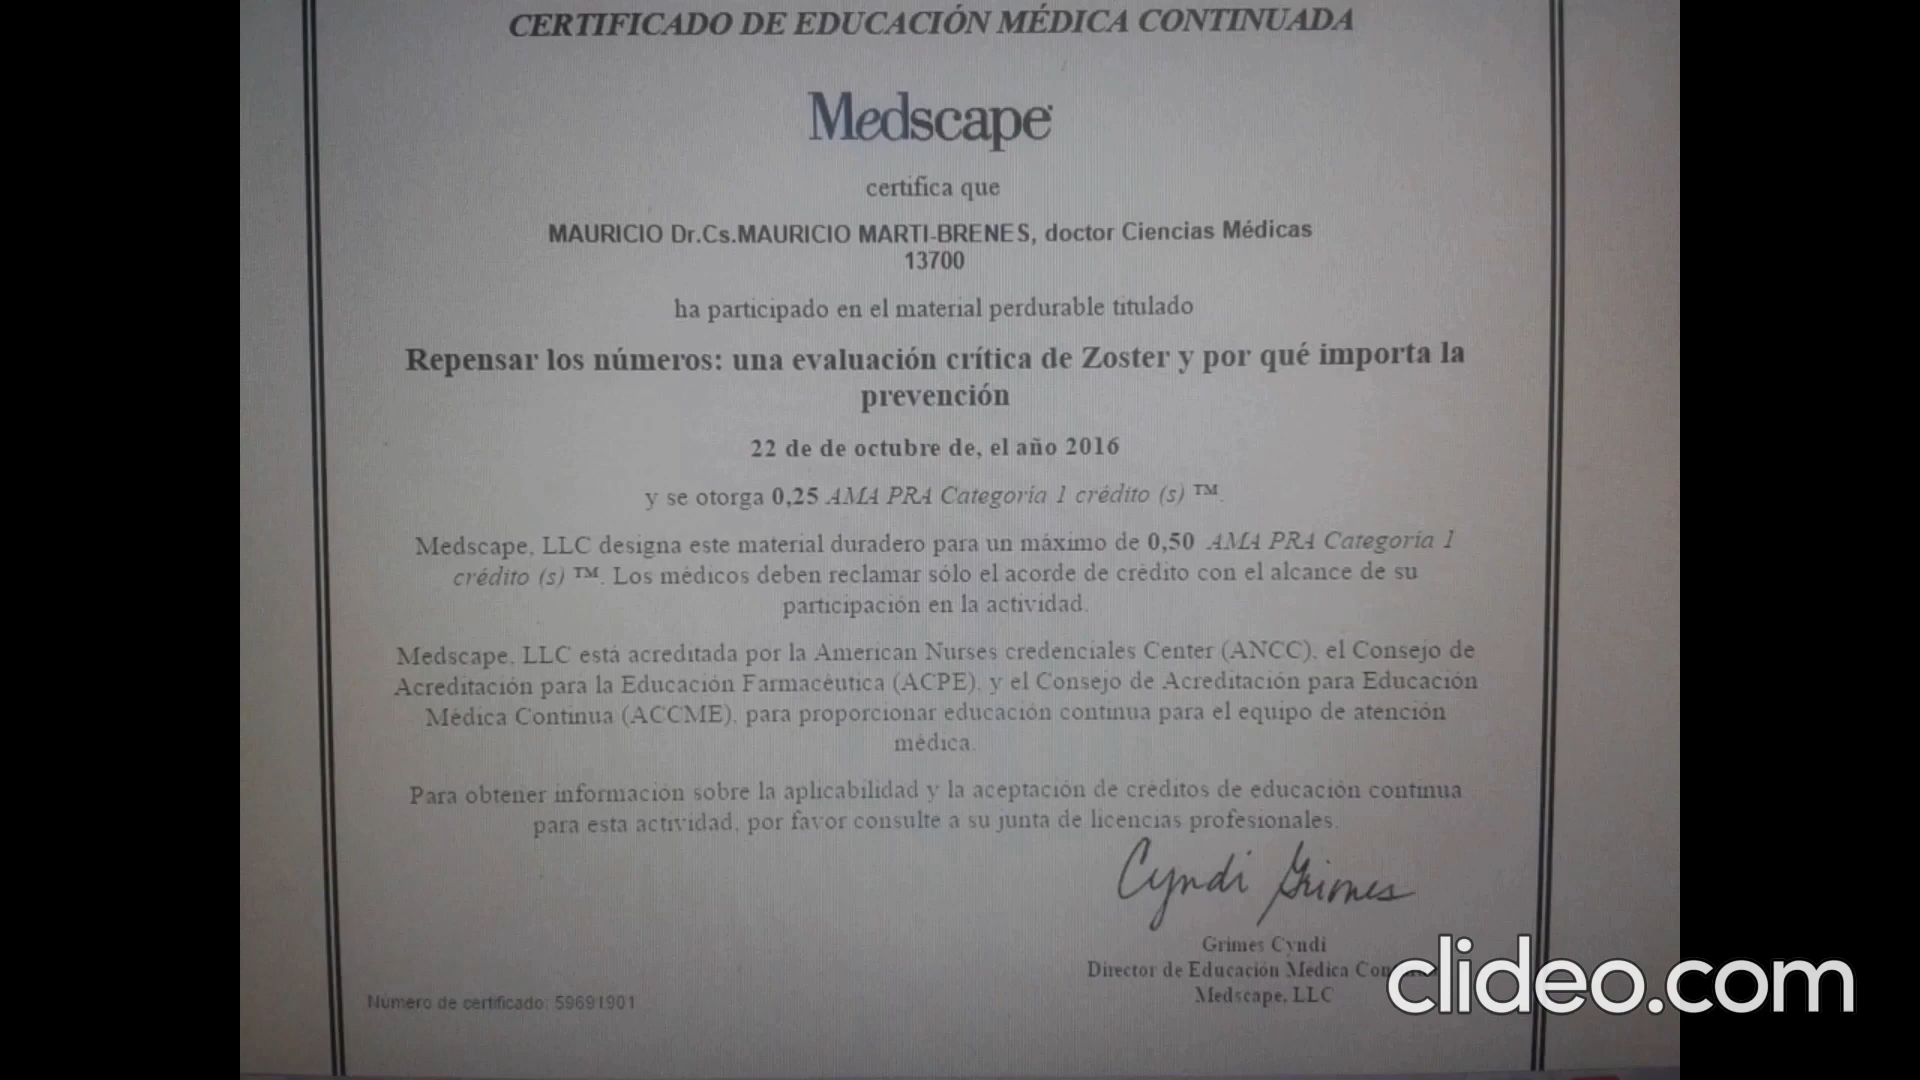 CERTIFICADO DE EDUCACIÓN MÉDICA CONTINUADA
Medscape
certifica que
MAURICIO Dr.Cs.MAURICIO MARTI-BRENES, doctor Ciencias Médicas
13700
ha participado en el material perdurable titulado
Repensar los números: una evaluación crítica de Zoster y por qué importa la
prevención
22 de de octubre de, el año 2016
y se otorga 0,25 AMA PRA Categoría 1 crédito (s) ™.
Medscape, LLC designa este material duradero para un máximo de 0,50 AMA PRA Categoría 1
crédito (s) ™. Los médicos deben reclamar sólo el acorde de crédito con el alcance de su
participación en la actividad.
Medscape, LLC está acreditada por la American Nurses credenciales Center (ANCC), el Consejo de
Acreditación para la Educación Farmacéutica (ACPE), y el Consejo de Acreditación para Educación
Médica Continua (ACCME), para proporcionar educación continua para el equipo de atención
médica.
Para obtener información sobre la aplicabilidad y la aceptación de créditos de educación continua
para esta actividad, por favor consulte a su junta de licencias profesionales.
Cyndi Grimes
Grimes Cyndi
Director de Educación Médica
Medscape, LLC
Número de certificado: 59691901
clideo.com